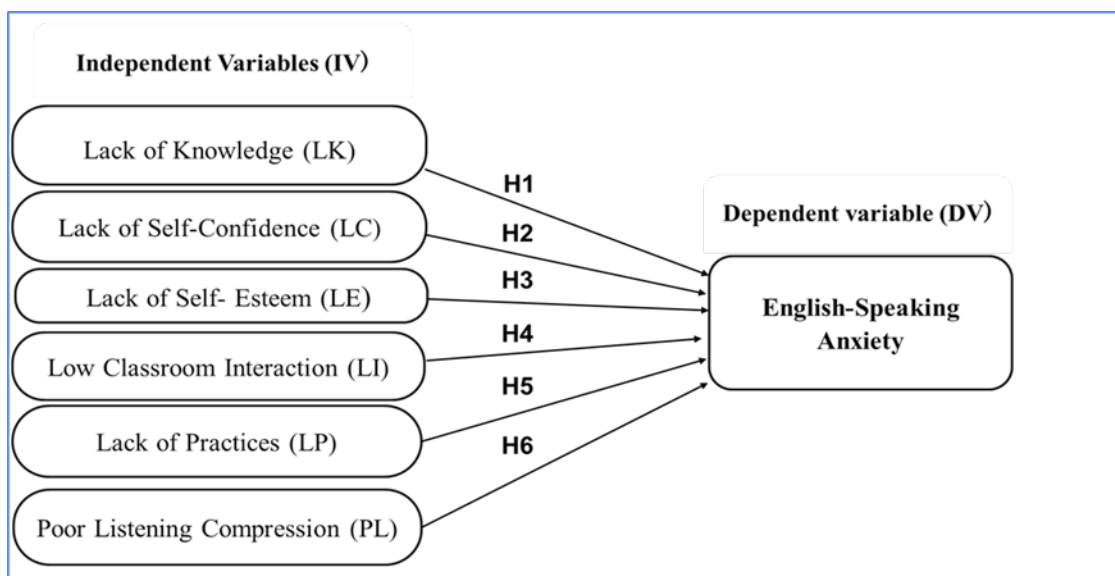 Independent Variables (IV)
Lack of Knowledge (LK)
Lack of Self-Confidence (LC)
Lack of Self- Esteem (LE)
Low Classroom Interaction (LI)
Lack of Practices (LP)
Poor Listening Compression (PL)
H1
H2
H3
H4
H5
H6
Dependent variable (DV)
English-Speaking
Anxiety